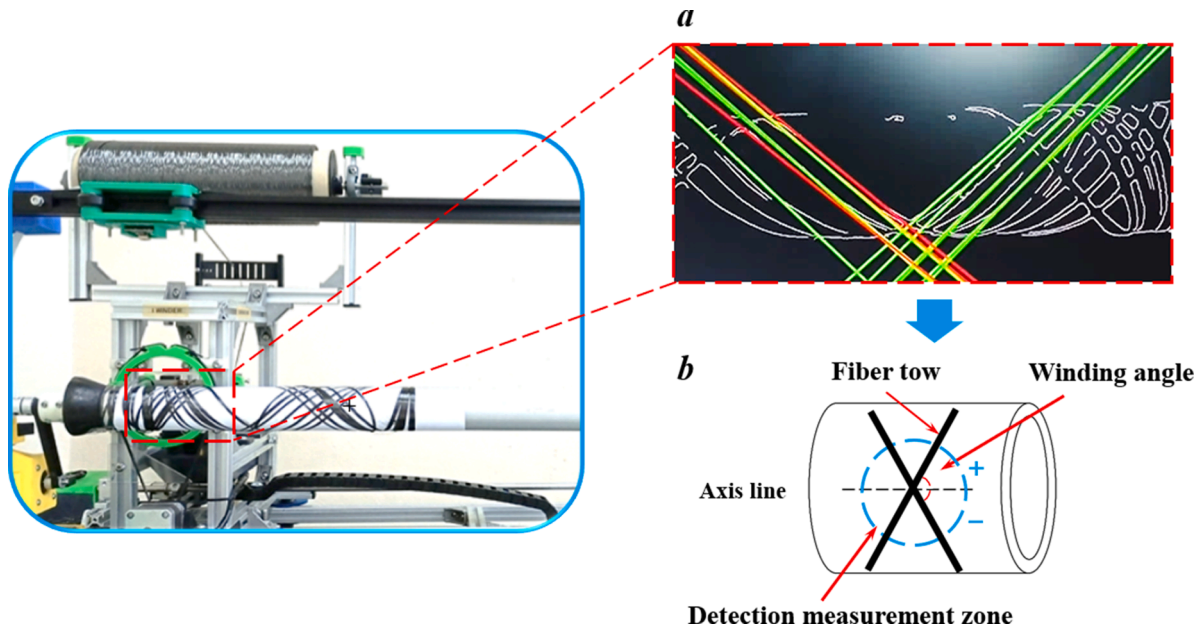 a
b
Fiber tow
Winding angle
+
Axis line
−
Detection measurement zone